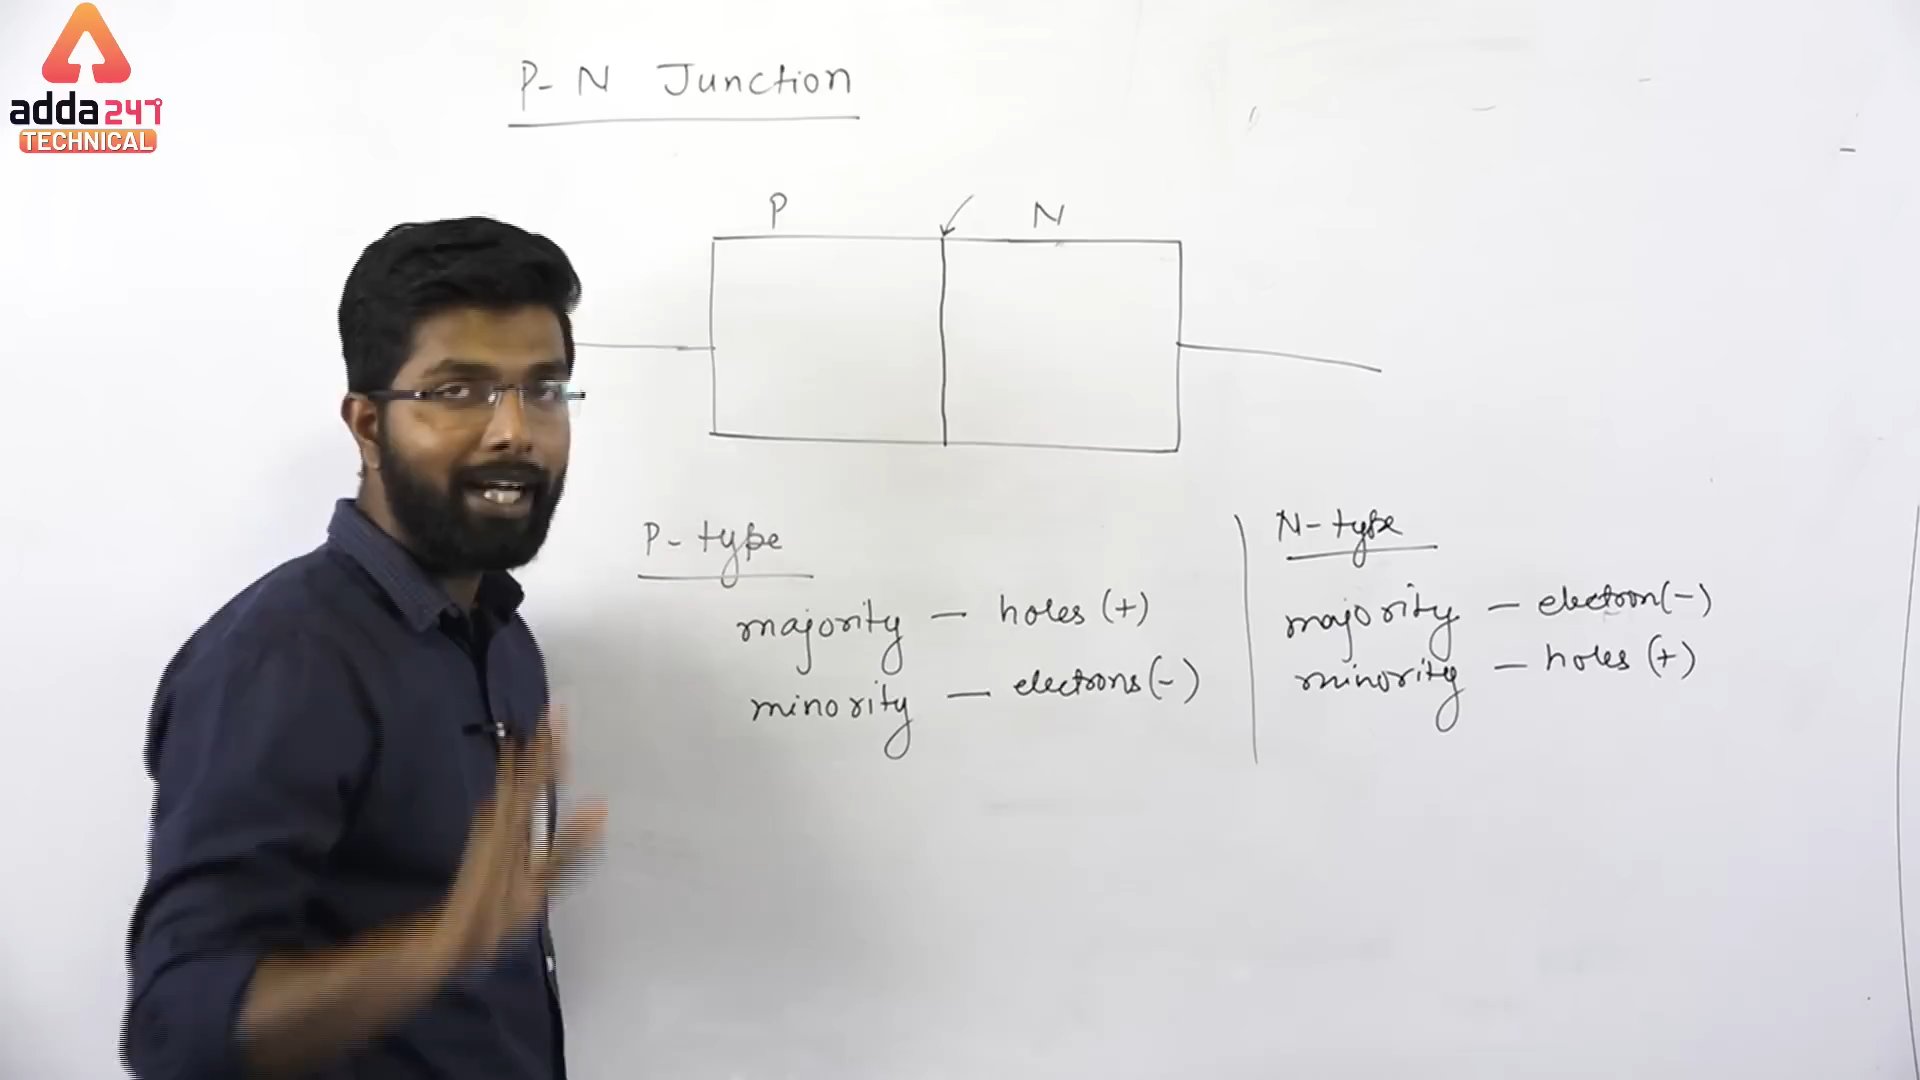 adda247
TECHNICAL
P-N Junction
P N
P-type
majority — holes (+)
minority — electrons (-)
N-type
majority — electron (-)
minority — holes (+)